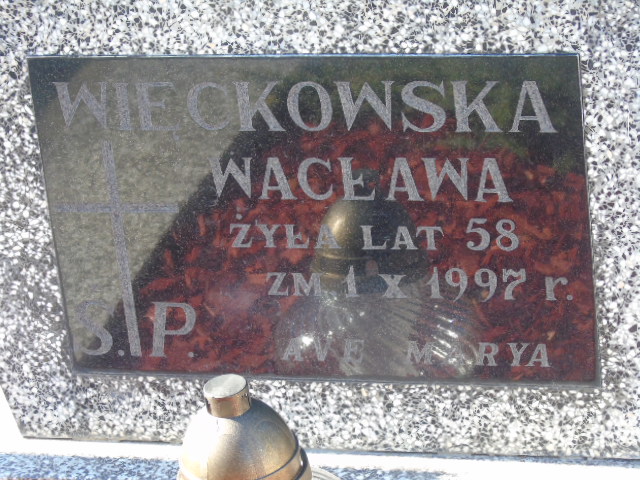 WIĘCKOWSKA
WACŁAWA
ŻYŁA LAT 58
ZM 1 X 1997 r.
Ś.P.
AVE MARYA